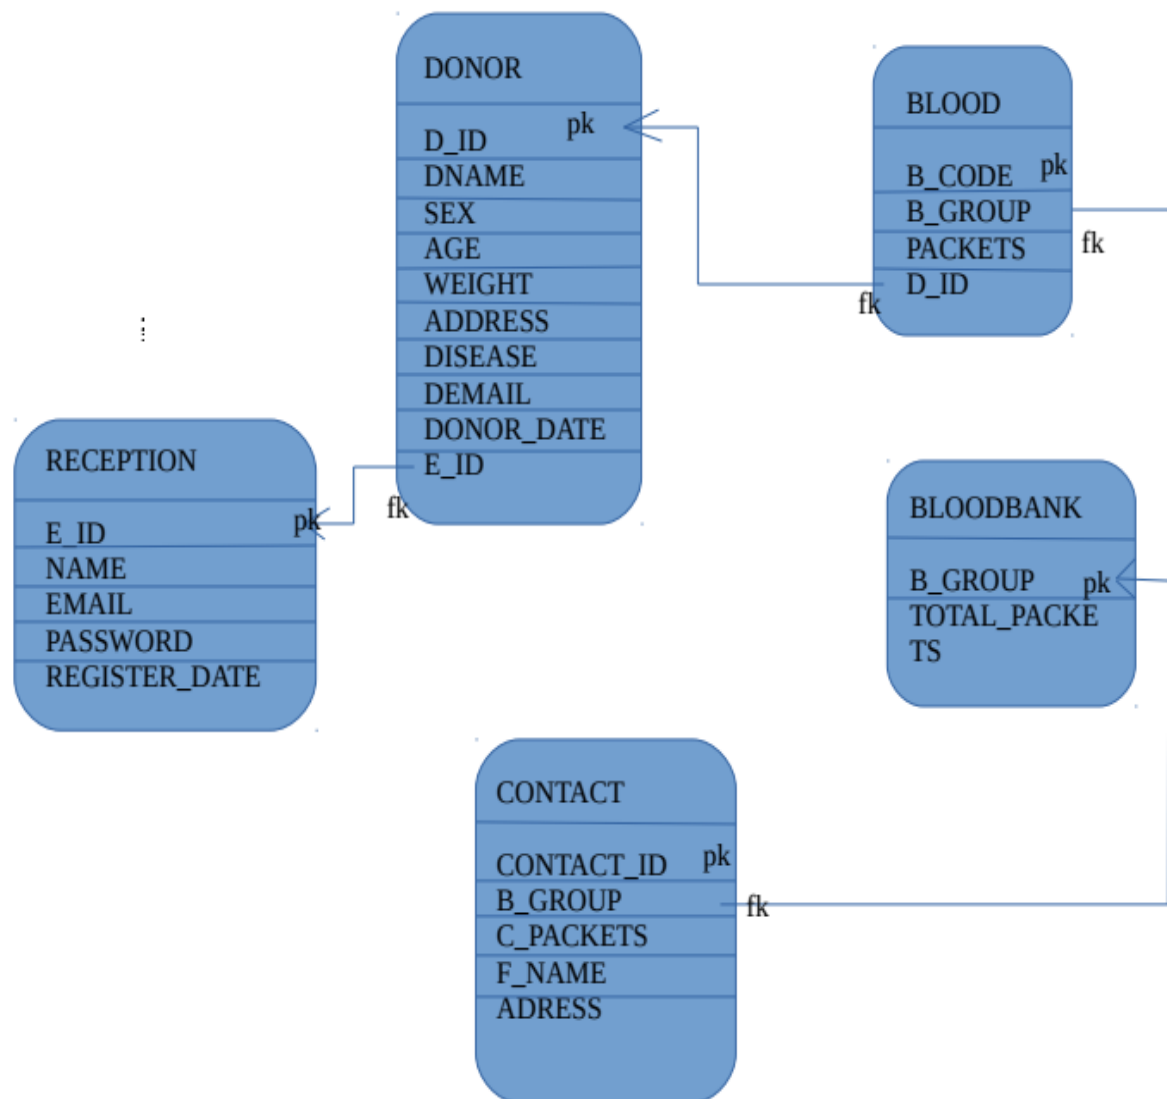 DONOR
D_ID pk
DNAME
SEX
AGE
WEIGHT
ADDRESS
DISEASE
DEMAIL
DONOR_DATE
E_ID
fk
BLOOD
B_CODE pk
B_GROUP
fk
PACKETS
D_ID
fk
RECEPTION
E_ID pk
NAME
EMAIL
PASSWORD
REGISTER_DATE
BLOODBANK
B_GROUP pk
TOTAL_PACKE
TS
CONTACT
CONTACT_ID pk
B_GROUP fk
C_PACKETS
F_NAME
ADRESS